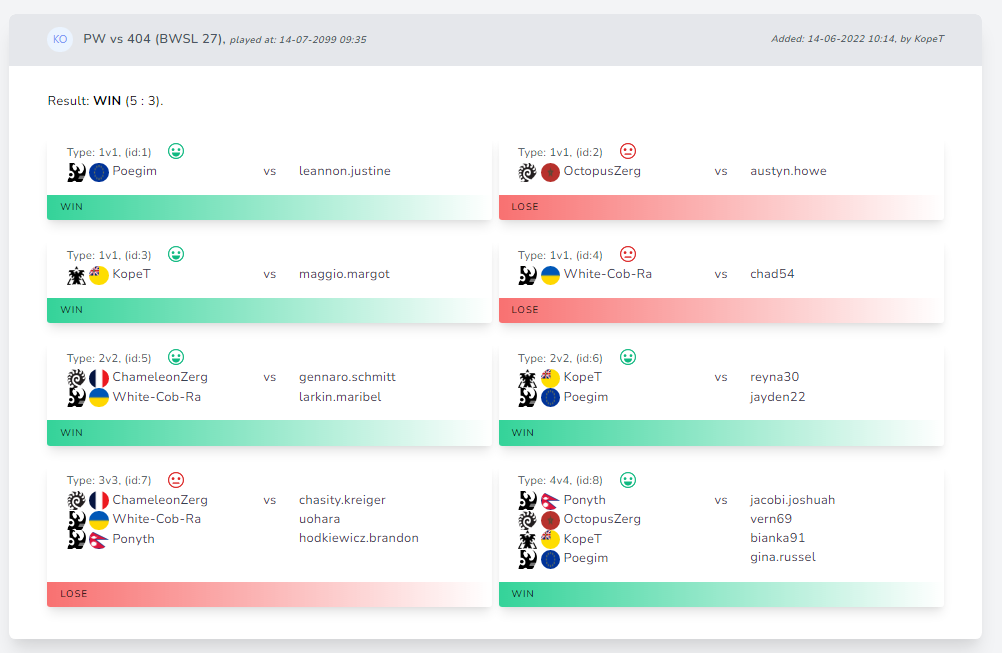 KO PW vs 404 (BWSL 27), played at: 14-07-2099 09:35 Added: 14-06-2022 10:14, by KopeT
Result: WIN (5 : 3).
Type: 1v1, (id:1)
Poegim vs leannon.justine
WIN
Type: 1v1, (id:2)
OctopusZerg vs austyn.howe
LOSE
Type: 1v1, (id:3)
KopeT vs maggio.margot
WIN
Type: 1v1, (id:4)
White-Cob-Ra vs chad54
LOSE
Type: 2v2, (id:5)
ChameleonZerg vs gennaro.schmitt
White-Cob-Ra larkin.maribel
WIN
Type: 2v2, (id:6)
KopeT vs reyna30
Poegim jayden22
WIN
Type: 3v3, (id:7)
ChameleonZerg vs chasity.kreiger
White-Cob-Ra uohara
Ponyth hodkiewicz.brandon
LOSE
Type: 4v4, (id:8)
Ponyth vs jacobi.joshuah
OctopusZerg vern69
KopeT bianka91
Poegim gina.russel
WIN